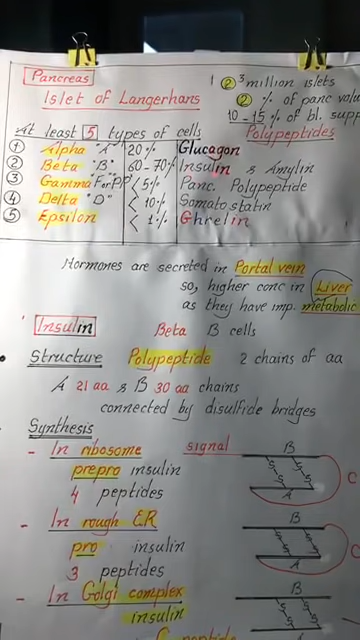 Pancreas
1 ② 3 million islets
Islet of Langerhans
② % of panc
10-15% of bl. supp
At least 5 types of cells
Polypeptides
① Alpha "A" 20% Glucagon
② Beta "B" 60-70% Insulin & Amylin
③ Gamma "F or PP" < 5% Panc. Polypeptide
④ Delta "D" < 10% Somatostatin
⑤ Epsilon < 1% Ghrelin
Hormones are secreted in Portal vein
so, higher conc in Liver
as they have imp. metabolic
Insulin Beta B cells
• Structure Polypeptide 2 chains of aa
A 21 aa & B 30 aa chains
connected by disulfide bridges
Synthesis
- In ribosome signal B
prepro insulin
4 peptides A C
- In rough ER B
pro insulin
3 peptides A C
- In Golgi complex B
insulin